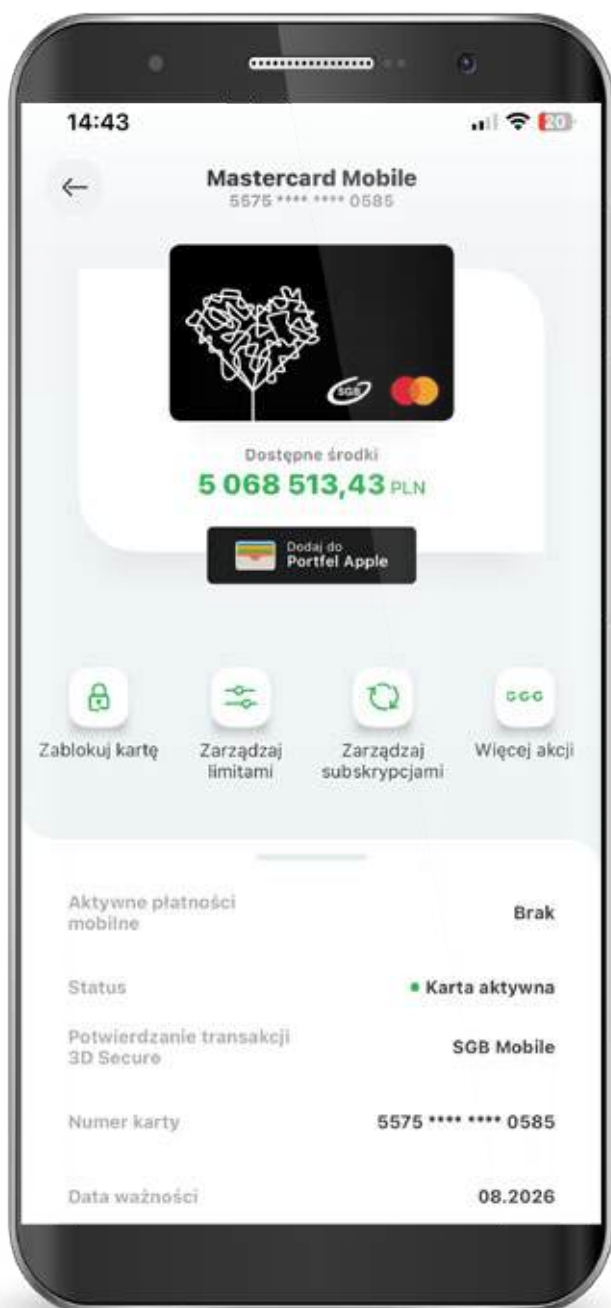 14:43
20
Mastercard Mobile
5575 **** **** 0585
SGB
Dostępne środki
5 068 513,43 PLN
Dodaj do
Portfel Apple
Zablokuj kartę
Zarządzaj
limitami
Zarządzaj
subskrypcjami
Więcej akcji
Aktywne płatności
mobilne
Brak
Status
Karta aktywna
Potwierdzanie transakcji
3D Secure
SGB Mobile
Numer karty
5575 **** **** 0585
Data ważności
08.2026